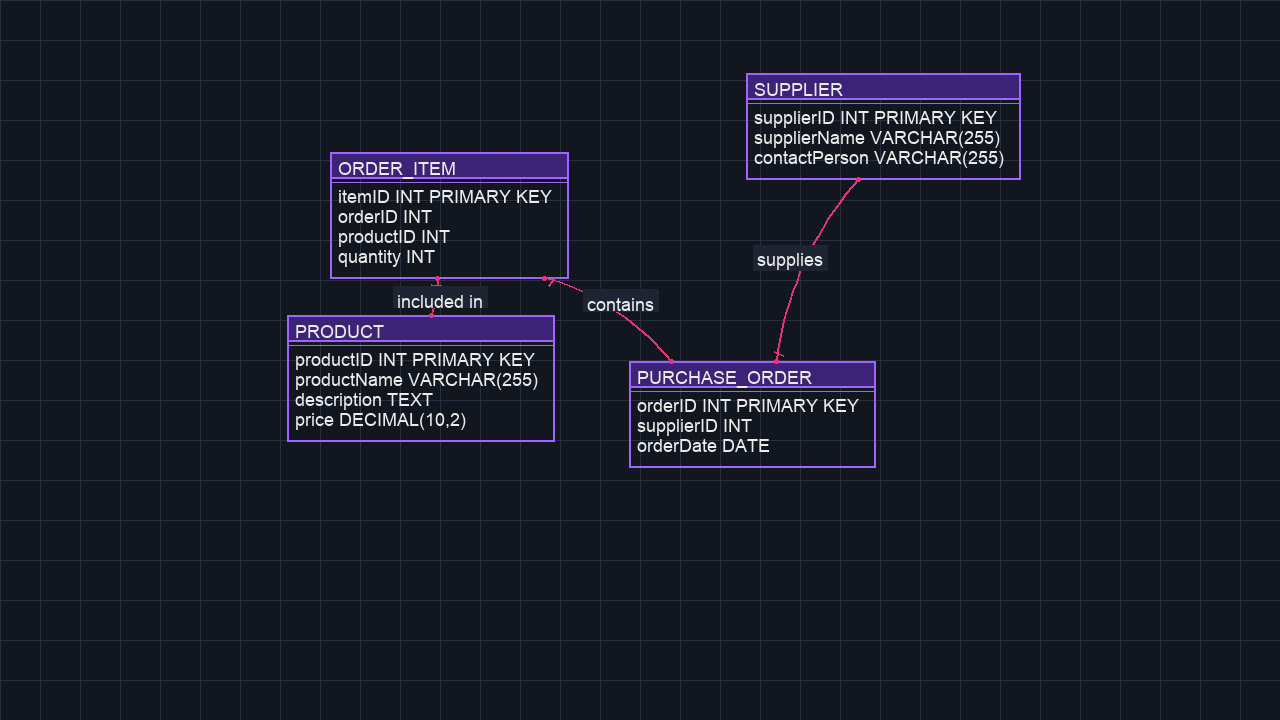 SUPPLIER
supplierID INT PRIMARY KEY
supplierName VARCHAR(255)
contactPerson VARCHAR(255)
ORDER_ITEM
itemID INT PRIMARY KEY
orderID INT
productID INT
quantity INT
supplies
included in
contains
PRODUCT
productID INT PRIMARY KEY
productName VARCHAR(255)
description TEXT
price DECIMAL(10,2)
PURCHASE_ORDER
orderID INT PRIMARY KEY
supplierID INT
orderDate DATE